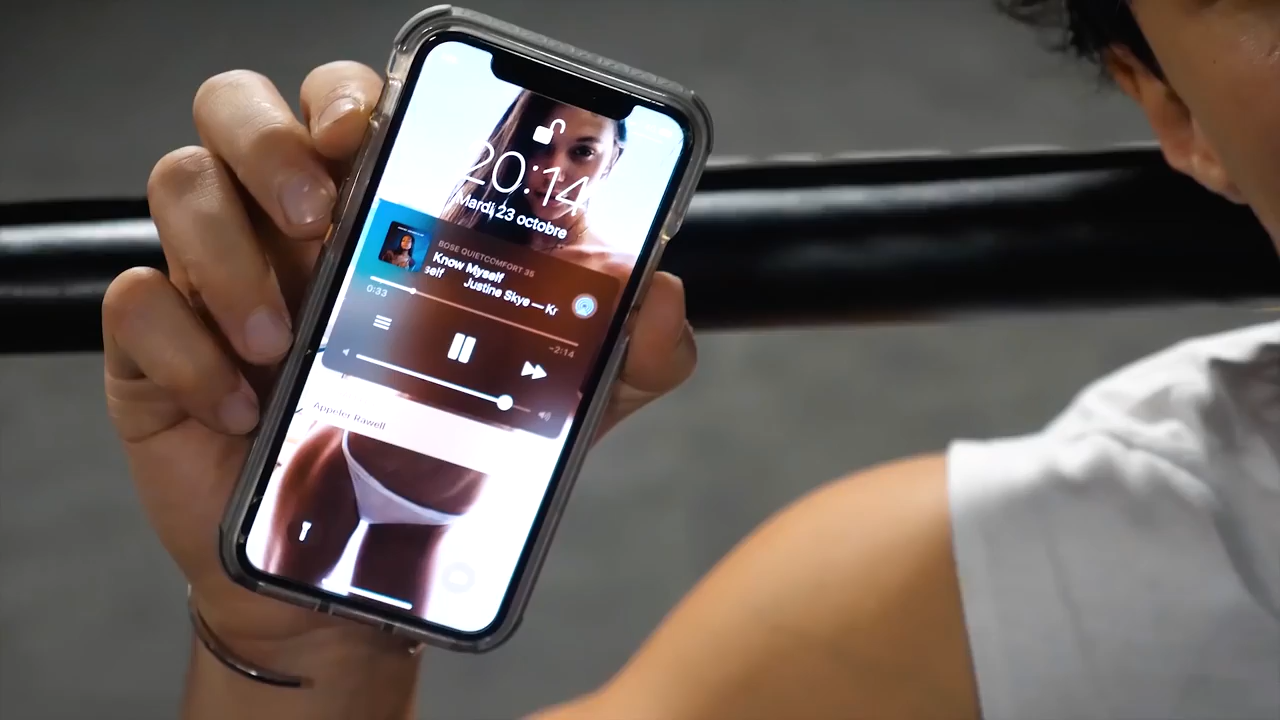 20:14
Mardi 23 octobre
BOSE QUIETCOMFORT 35
Know Myself
self Justine Skye — Kr
0:33
-2:14
Appeler Rawell